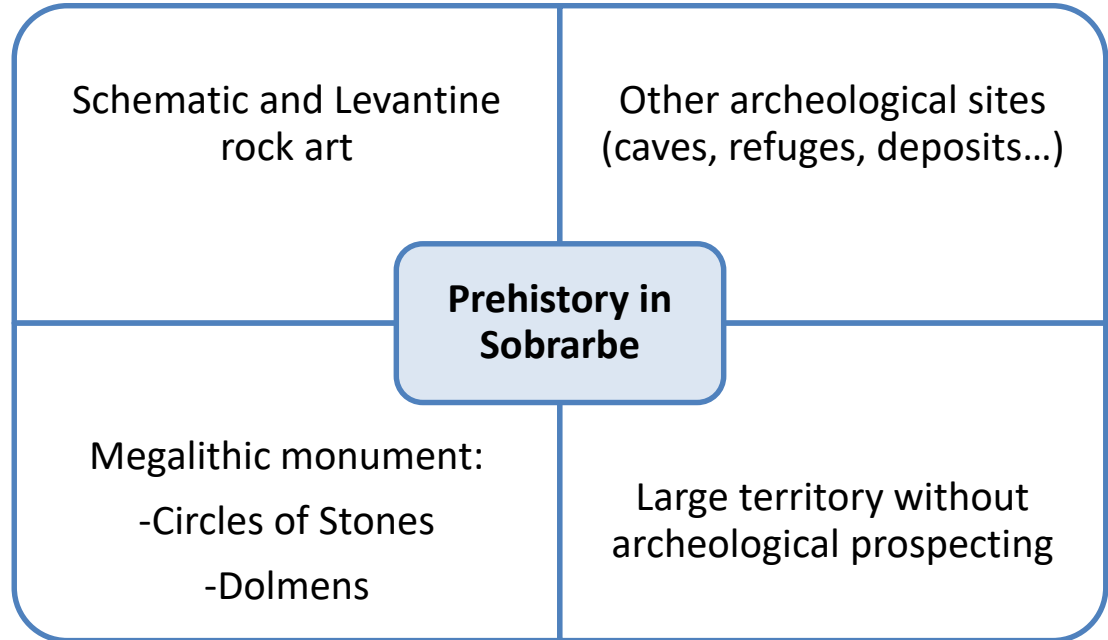 Schematic and Levantine
rock art
Other archeological sites
(caves, refuges, deposits…)
Prehistory in
Sobrarbe
Megalithic monument:
-Circles of Stones
-Dolmens
Large territory without
archeological prospecting